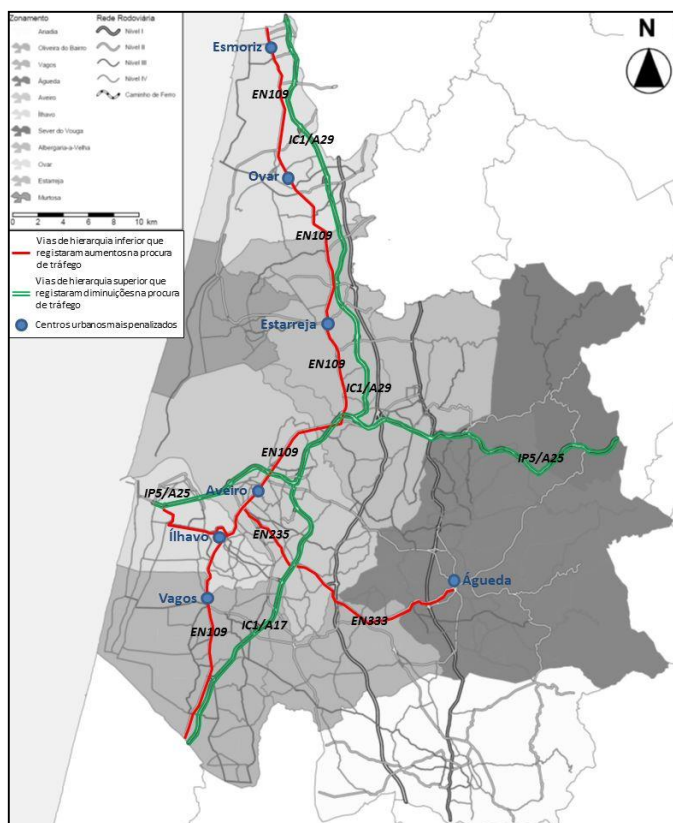 Zonamento
Anadia
Oliveira do Bairro
Vagos
Águeda
Aveiro
Ílhavo
Sever do Vouga
Albergaria-a-Velha
Ovar
Estarreja
Murtosa
Rede
Rodoviária
Nível I
Nível II
Nível III
Nível IV
Caminho de Ferro
0 2 4 6 8 10
km
Vias de hierarquia inferior que
registaram aumentos na procura
de tráfego
Vias de hierarquia superior que
registaram diminuições na procura
de tráfego
Centros urbanos mais penalizados
N
Esmoriz
EN109
IC1/A29
Ovar
EN109
Estarreja
EN109
IC1/A29
EN109
IP5/A25
IP5/A25
Aveiro
EN235
Ílhavo
Águeda
Vagos
EN333
EN109
IC1/A17